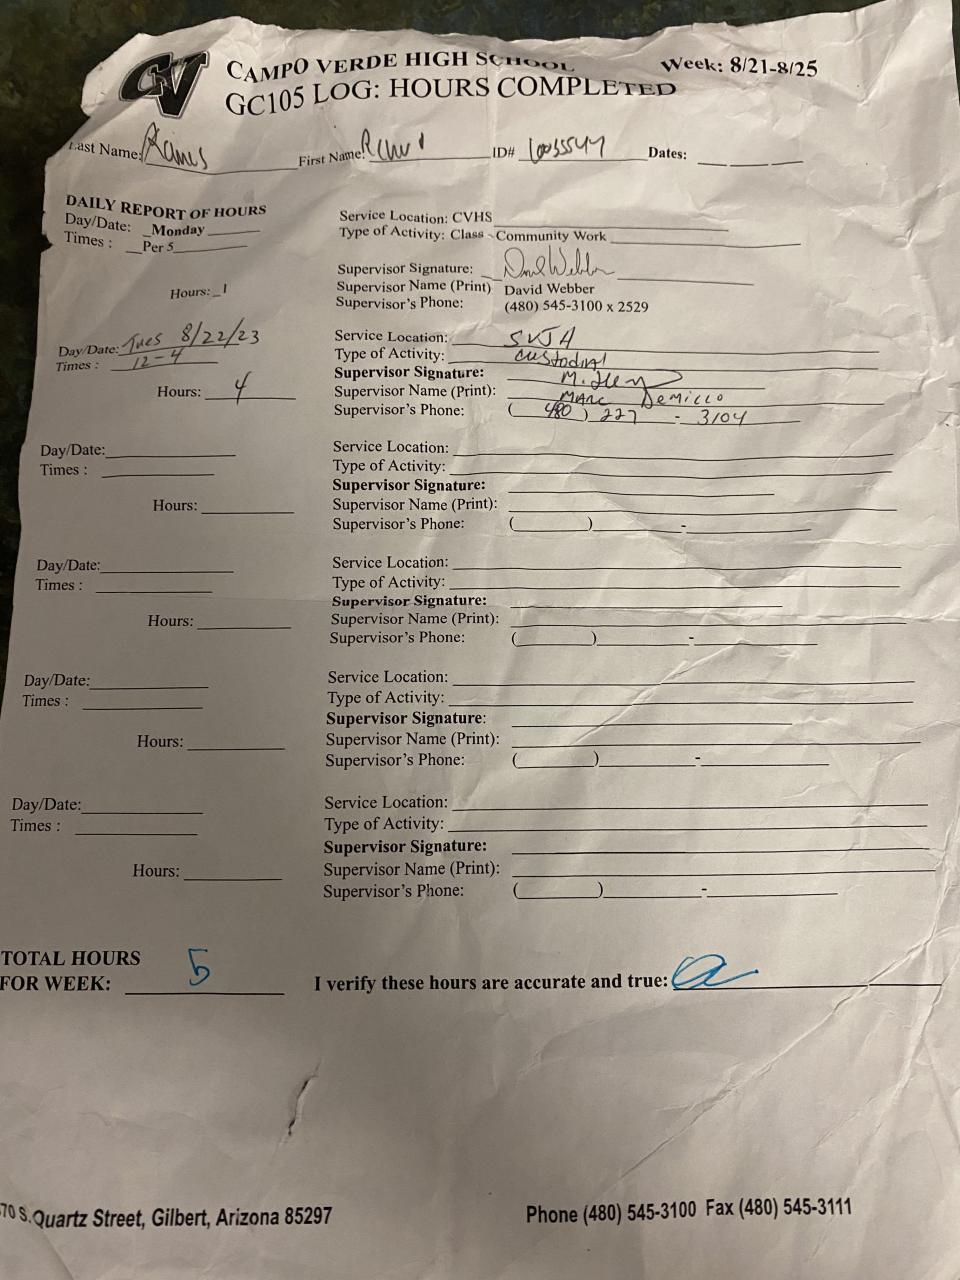 CV
CAMPO VERDE HIGH SCHOOL Week: 8/21-8/25
GC105 LOG: HOURS COMPLETED
Last Name: First Name: ID# Dates:
DAILY REPORT OF HOURS
Day/Date: Monday Service Location: CVHS
Times : Per 5 Type of Activity: Class - Community Work
Supervisor Signature:
Hours: 1 Supervisor Name (Print) David Webber
Supervisor's Phone: (480) 545-3100 x 2529
Day/Date: Tues 8/22/23 Service Location: SVJH
Times : 12-4 Type of Activity: Custodial
Supervisor Signature:
Hours: 4 Supervisor Name (Print): Marc Demicco
Supervisor's Phone: (480) 227 - 3104
Day/Date: Service Location:
Times : Type of Activity:
Supervisor Signature:
Hours: Supervisor Name (Print):
Supervisor's Phone: ( ) -
Day/Date: Service Location:
Times : Type of Activity:
Supervisor Signature:
Hours: Supervisor Name (Print):
Supervisor's Phone: ( ) -
Day/Date: Service Location:
Times : Type of Activity:
Supervisor Signature:
Hours: Supervisor Name (Print):
Supervisor's Phone: ( ) -
Day/Date: Service Location:
Times : Type of Activity:
Supervisor Signature:
Hours: Supervisor Name (Print):
Supervisor's Phone: ( ) -
TOTAL HOURS
FOR WEEK: 5 I verify these hours are accurate and true:
70 S. Quartz Street, Gilbert, Arizona 85297 Phone (480) 545-3100 Fax (480) 545-3111